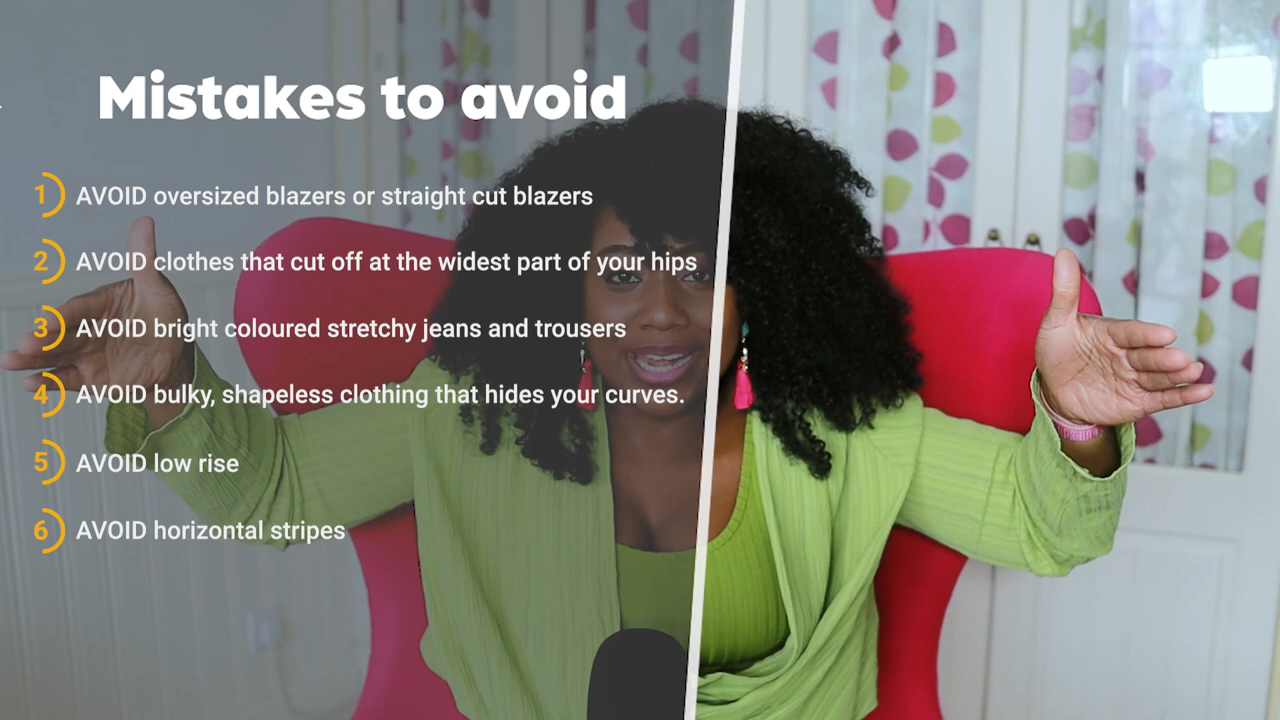 Mistakes to avoid
1 AVOID oversized blazers or straight cut blazers
2 AVOID clothes that cut off at the widest part of your hips
3 AVOID bright coloured stretchy jeans and trousers
4 AVOID bulky, shapeless clothing that hides your curves.
5 AVOID low rise
6 AVOID horizontal stripes